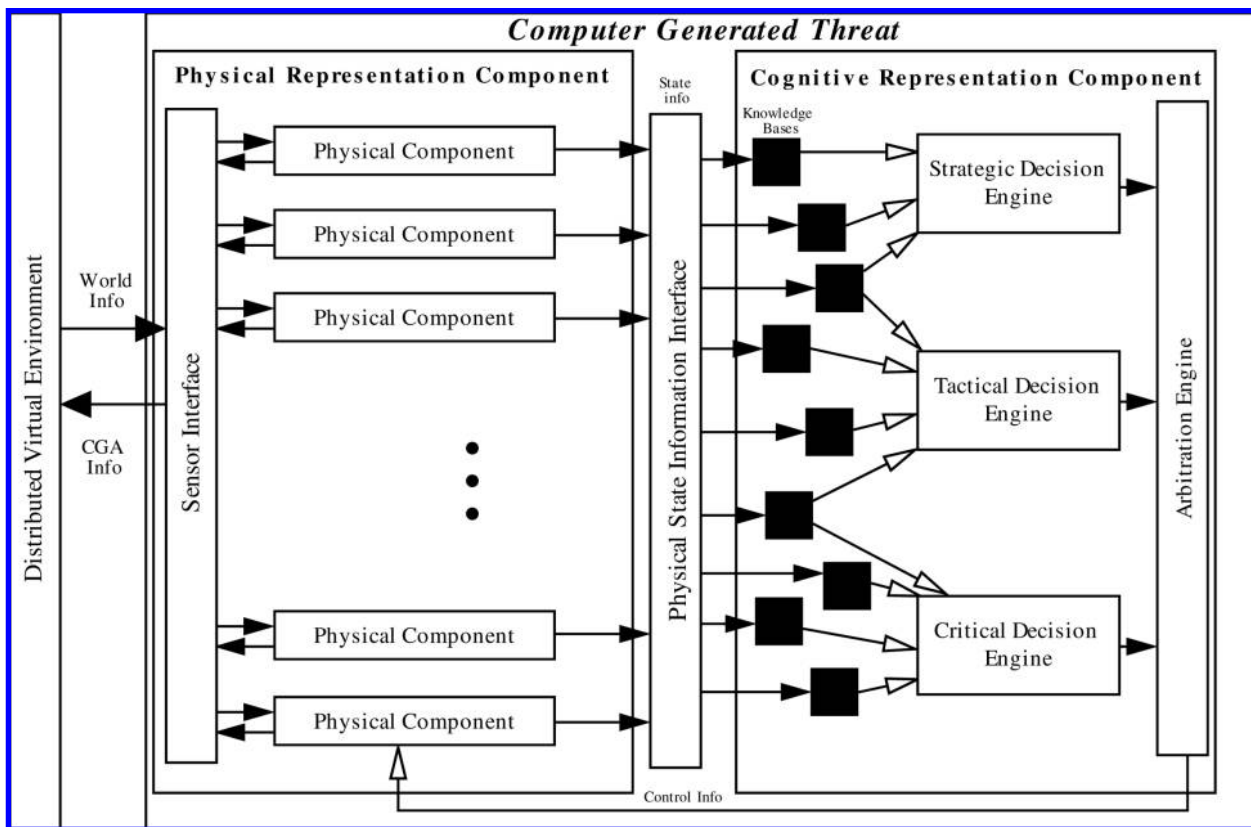 Computer Generated Threat
Physical Representation Component
State
info
Cognitive Representation Component
Knowledge
Bases
Distributed Virtual Environment
World
Info
CGA
Info
Sensor Interface
Physical Component
Physical Component
Physical Component
Physical Component
Physical Component
Physical State Information Interface
Strategic Decision
Engine
Tactical Decision
Engine
Critical Decision
Engine
Arbitration Engine
Control Info